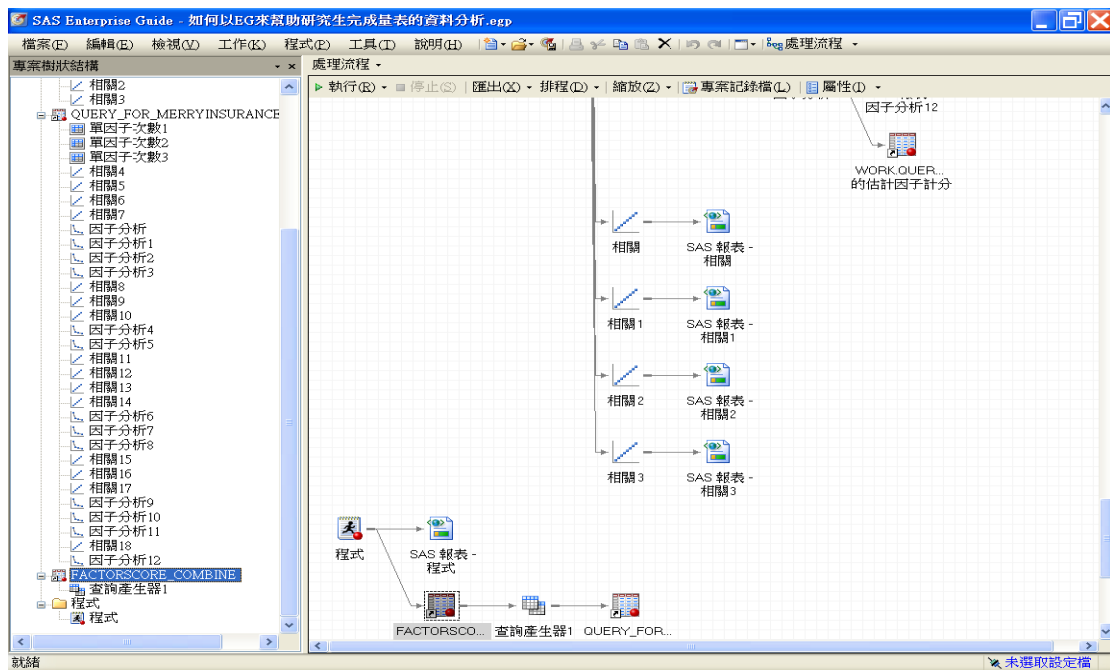 SAS Enterprise Guide - 如何以EG來幫助研究生完成量表的資料分析.egp
檔案(F) 編輯(E) 檢視(V) 工作(K) 程式(P) 工具(T) 說明(H) 處理流程
專案樹狀結構
相關2
相關3
QUERY_FOR_MERRYINSURANCE
單因子次數1
單因子次數2
單因子次數3
相關4
相關5
相關6
相關7
因子分析
因子分析1
因子分析2
因子分析3
相關8
相關9
相關10
因子分析4
因子分析5
相關11
相關12
相關13
相關14
因子分析6
因子分析7
因子分析8
相關15
相關16
相關17
因子分析9
因子分析10
因子分析11
相關18
因子分析12
FACTORSCORE_COMBINE
查詢產生器1
程式
程式
處理流程
執行(R) 停止(S) 匯出(X) 排程(D) 縮放(Z) 專案記錄檔(L) 屬性(I)
因子分析12
WORK.QUER...
的估計因子計分
相關
SAS 報表 -
相關
相關1
SAS 報表 -
相關1
相關2
SAS 報表 -
相關2
相關3
SAS 報表 -
相關3
程式
SAS 報表 -
程式
FACTORSCO...
查詢產生器1
QUERY_FOR...
就緒
未選取設定檔